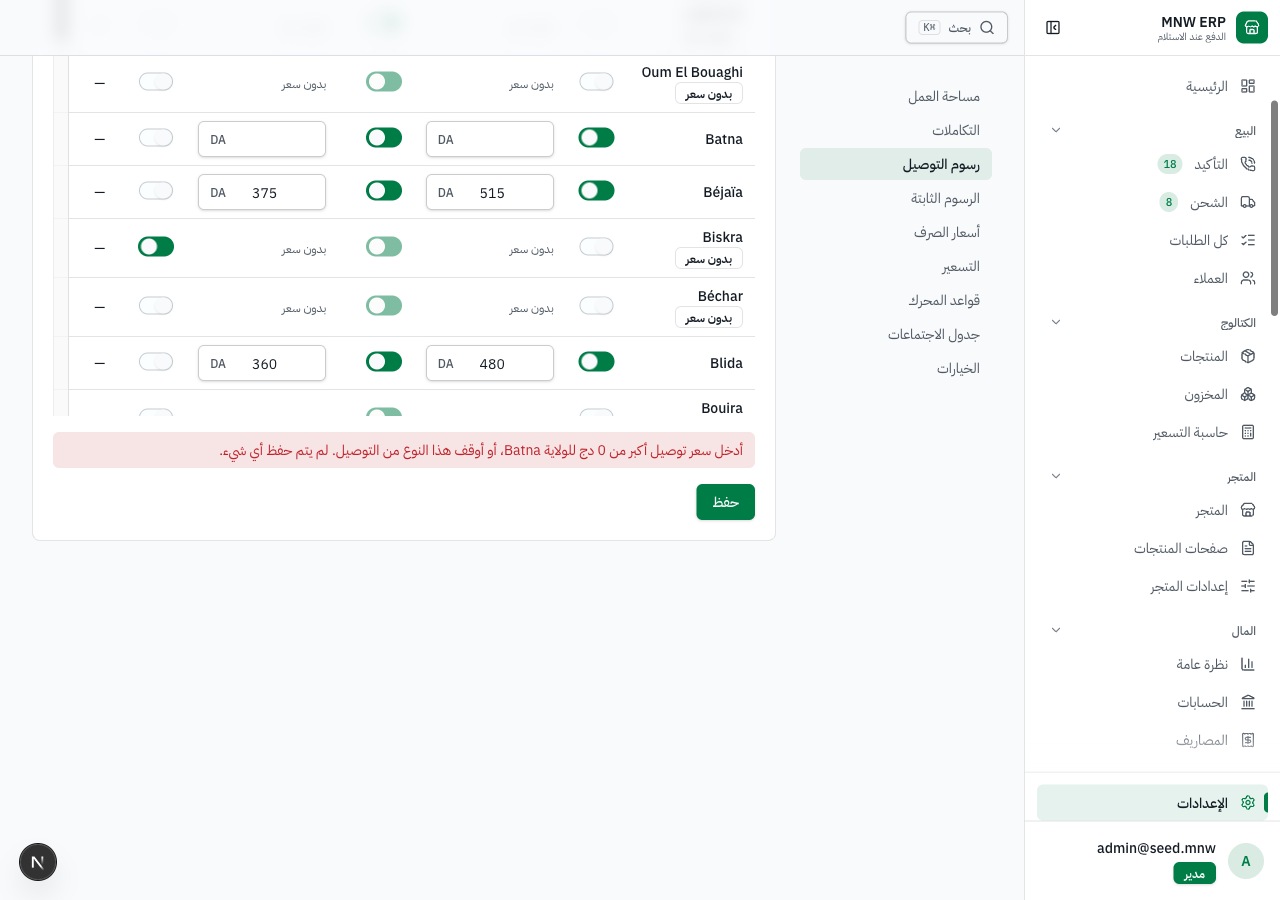 MNW ERP
الدفع عند الاستلام
بحث
⌘K
الرئيسية
البيع
التأكيد 18
الشحن 8
كل الطلبات
العملاء
الكتالوج
المنتجات
المخزون
حاسبة التسعير
المتجر
المتجر
صفحات المنتجات
إعدادات المتجر
المال
نظرة عامة
الحسابات
المصاريف
الإعدادات
A
admin@seed.mnw
مدير
مساحة العمل
التكاملات
رسوم التوصيل
الرسوم الثابتة
أسعار الصرف
التسعير
قواعد المحرك
جدول الاجتماعات
الخيارات
Oum El Bouaghi
بدون سعر
بدون سعر
بدون سعر
—
Batna
DA
DA
—
Béjaïa
515 DA
375 DA
—
Biskra
بدون سعر
بدون سعر
بدون سعر
—
Béchar
بدون سعر
بدون سعر
بدون سعر
—
Blida
480 DA
360 DA
—
Bouira
أدخل سعر توصيل أكبر من 0 دج للولاية Batna، أو أوقف هذا النوع من التوصيل. لم يتم حفظ أي شيء.
حفظ
N